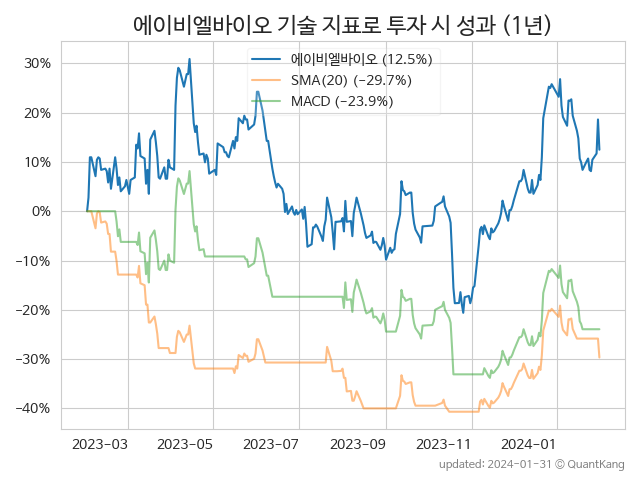 에이비엘바이오 기술 지표로 투자 시 성과 (1년)
에이비엘바이오 (12.5%)
SMA(20) (−29.7%)
MACD (−23.9%)
30%
20%
10%
0%
−10%
−20%
−30%
−40%
2023-03 2023-05 2023-07 2023-09 2023-11 2024-01
updated: 2024-01-31 © QuantKang